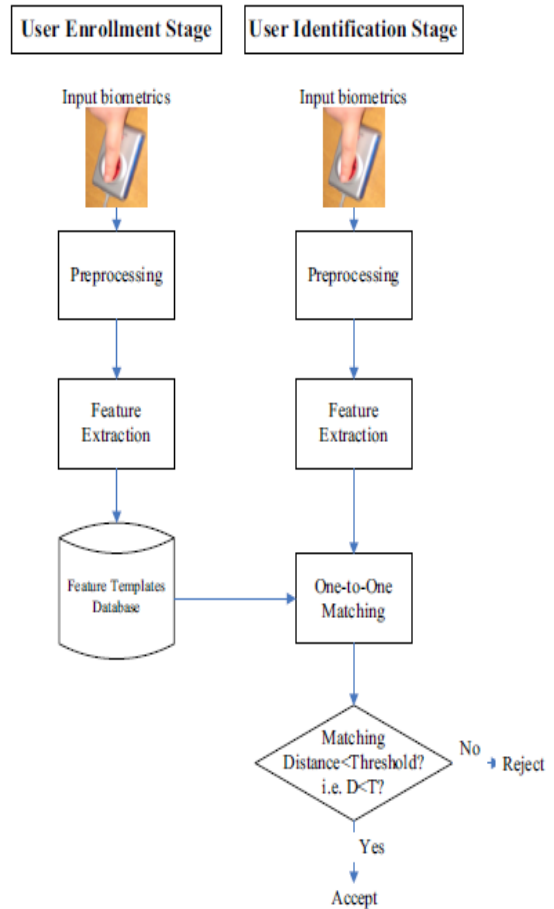 User Enrollment Stage
User Identification Stage
Input biometrics
Input biometrics
Preprocessing
Preprocessing
Feature
Extraction
Feature
Extraction
Feature Templates
Database
One-to-One
Matching
Matching
Distance<Threshold?
i.e. D<T?
No
Reject
Yes
Accept